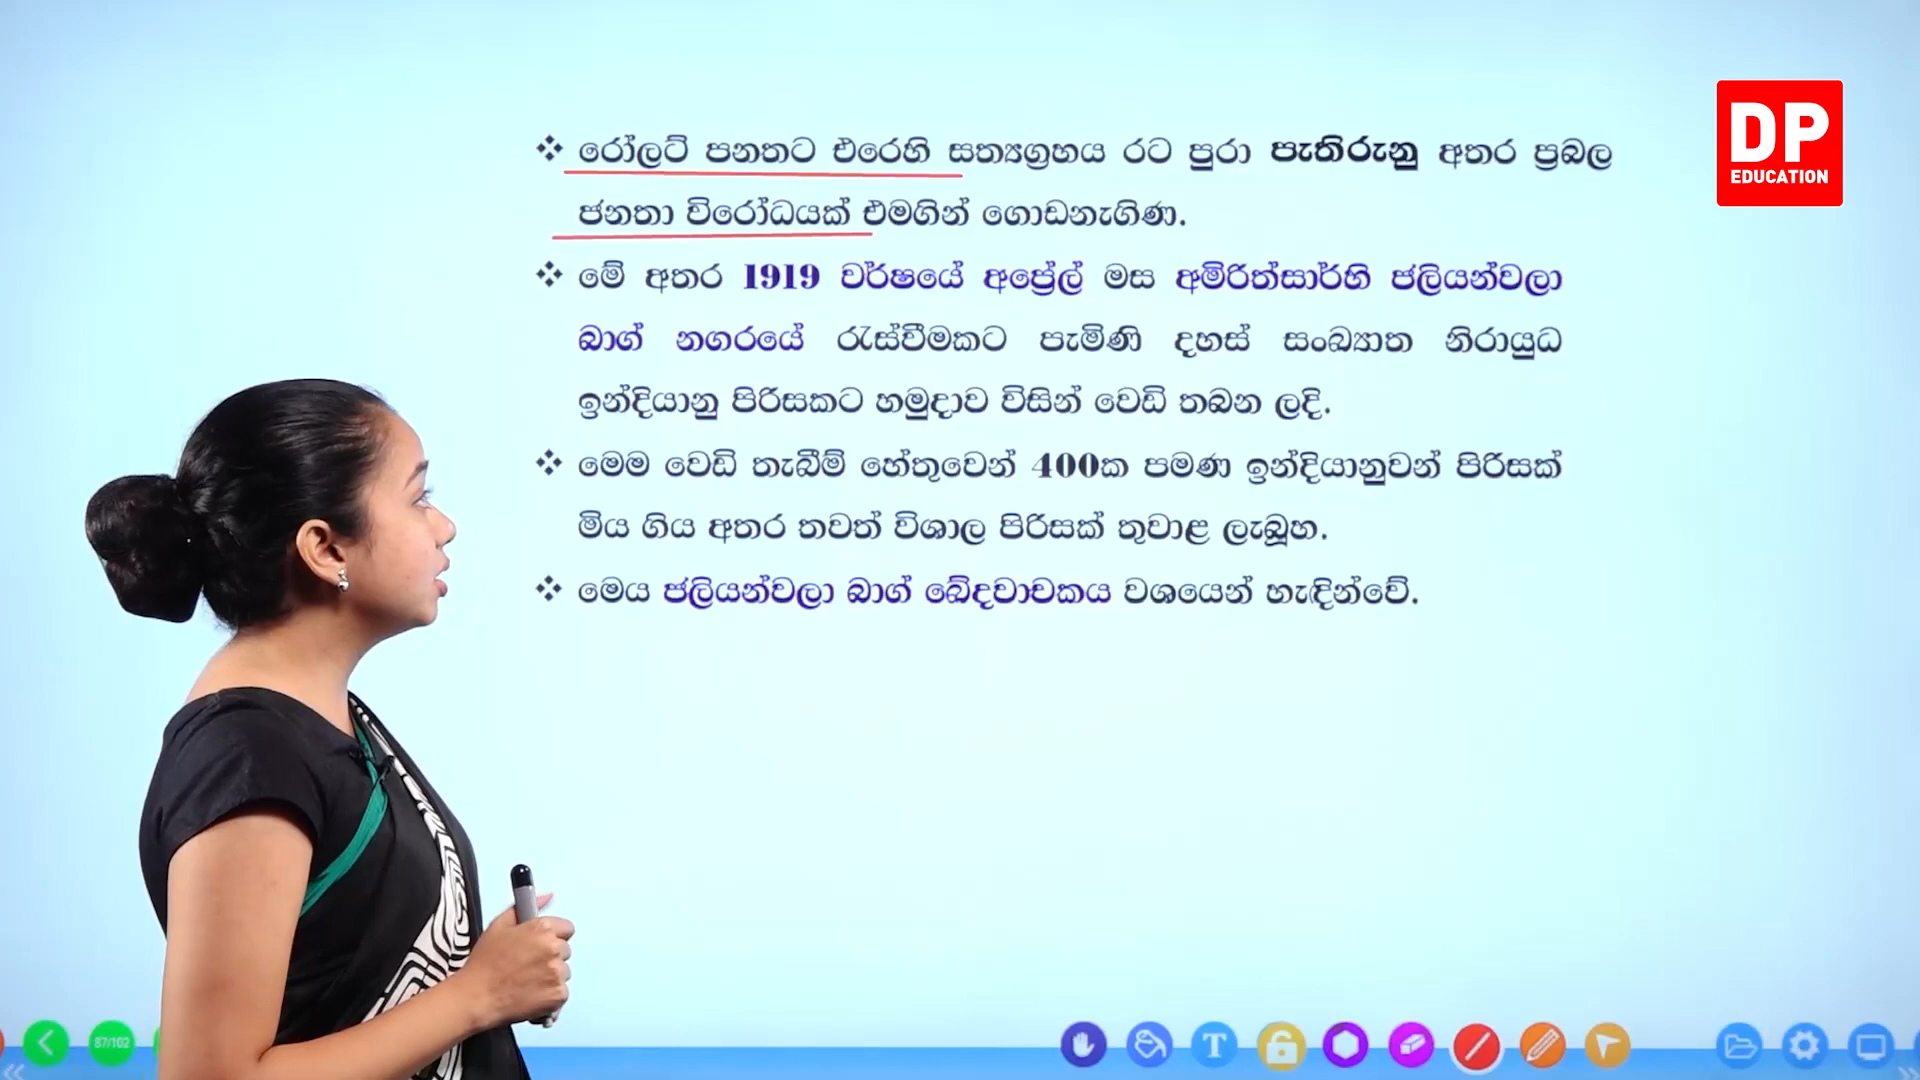 ❖ රෝලට් පනතට එරෙහි සත්‍යග්‍රහය රට පුරා පැතිරුනු අතර ප්‍රබල
ජනතා විරෝධයක් එමගින් ගොඩනැගිණ.
❖ මේ අතර 1919 වර්ෂයේ අප්‍රේල් මස අමිරිත්සාර්හි ජලියන්වලා
බාග් නගරයේ රැස්වීමකට පැමිණි දහස් සංඛ්‍යාත නිරායුධ
ඉන්දියානු පිරිසකට හමුදාව විසින් වෙඩි තබන ලදි.
❖ මෙම වෙඩි තැබීම් හේතුවෙන් 400ක පමණ ඉන්දියානුවන් පිරිසක්
මිය ගිය අතර තවත් විශාල පිරිසක් තුවාළ ලැබූහ.
❖ මෙය ජලියන්වලා බාග් ඛේදවාචකය වශයෙන් හැඳින්වේ.
DP
EDUCATION
87/102
T